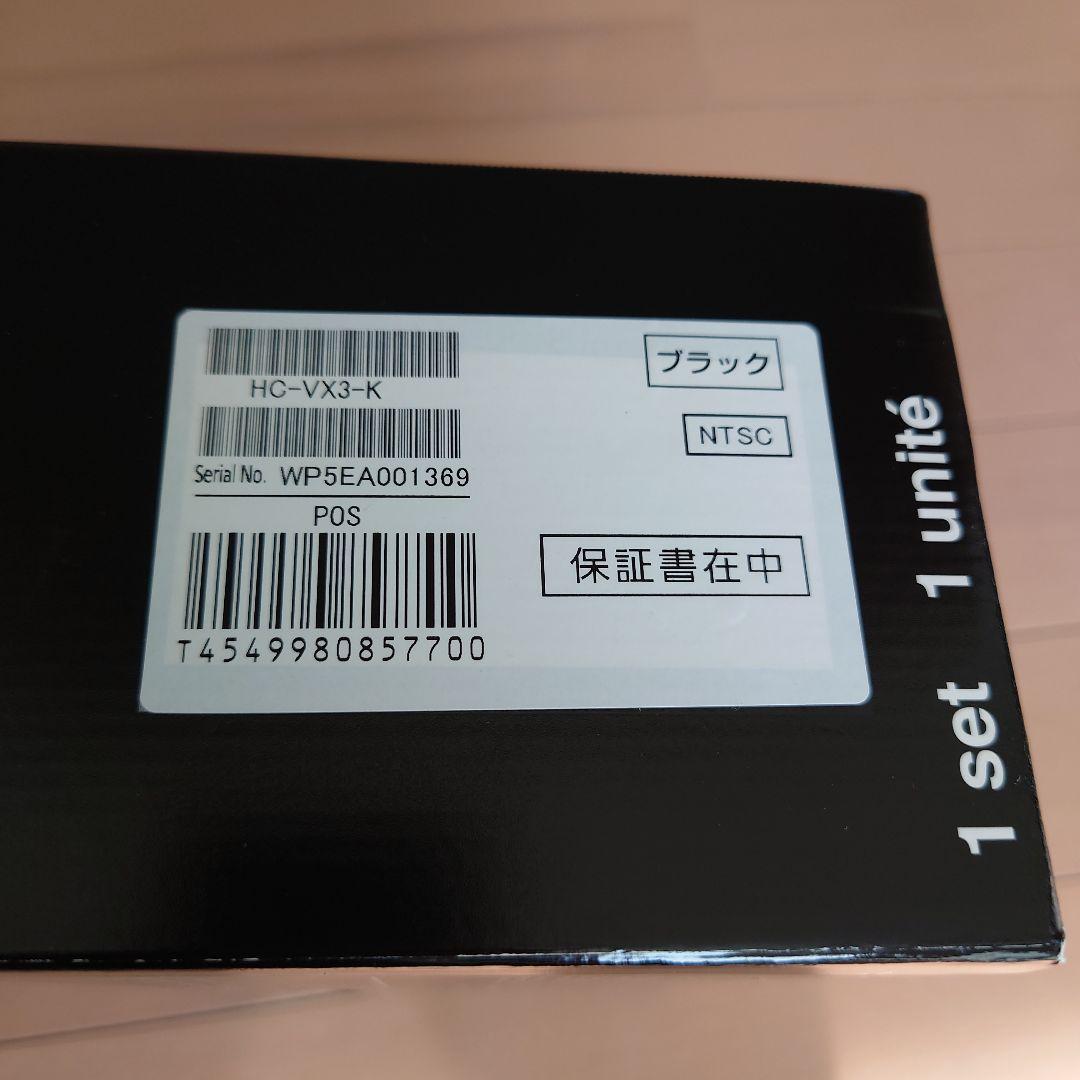 HC-VX3-K
Serial No. WP5EA001369
POS
T4549980857700
ブラック
NTSC
保証書在中
1 set 1 unité